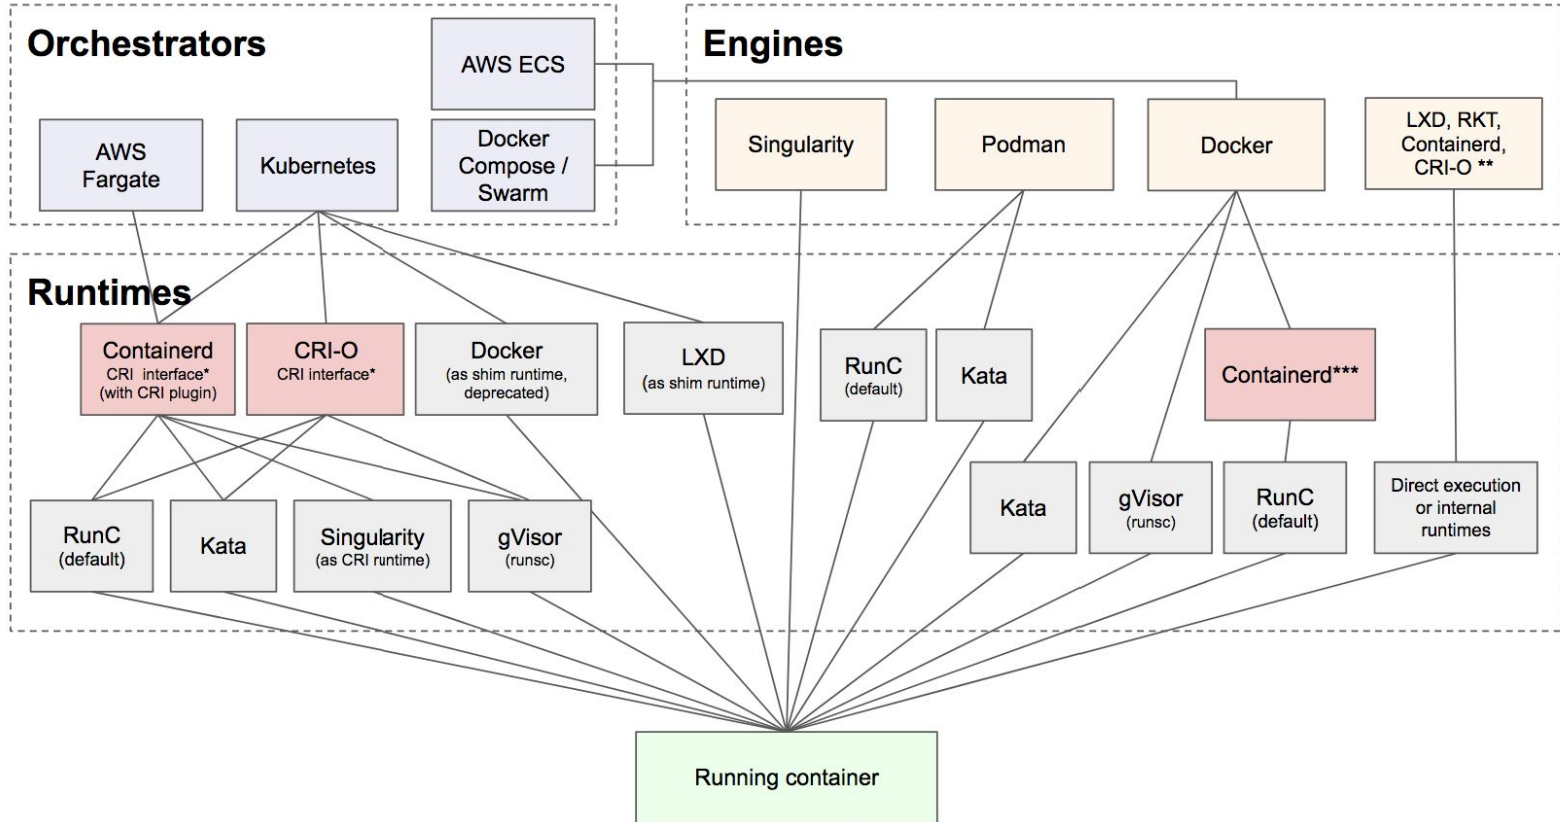 Orchestrators
AWS ECS
AWS
Fargate
Kubernetes
Docker
Compose /
Swarm
Engines
Singularity
Podman
Docker
LXD, RKT,
Containerd,
CRI-O **
Runtimes
Containerd
CRI interface*
(with CRI plugin)
CRI-O
CRI interface*
Docker
(as shim runtime,
deprecated)
LXD
(as shim runtime)
RunC
(default)
Kata
Containerd***
RunC
(default)
Kata
Singularity
(as CRI runtime)
gVisor
(runsc)
Kata
gVisor
(runsc)
RunC
(default)
Direct execution
or internal
runtimes
Running container